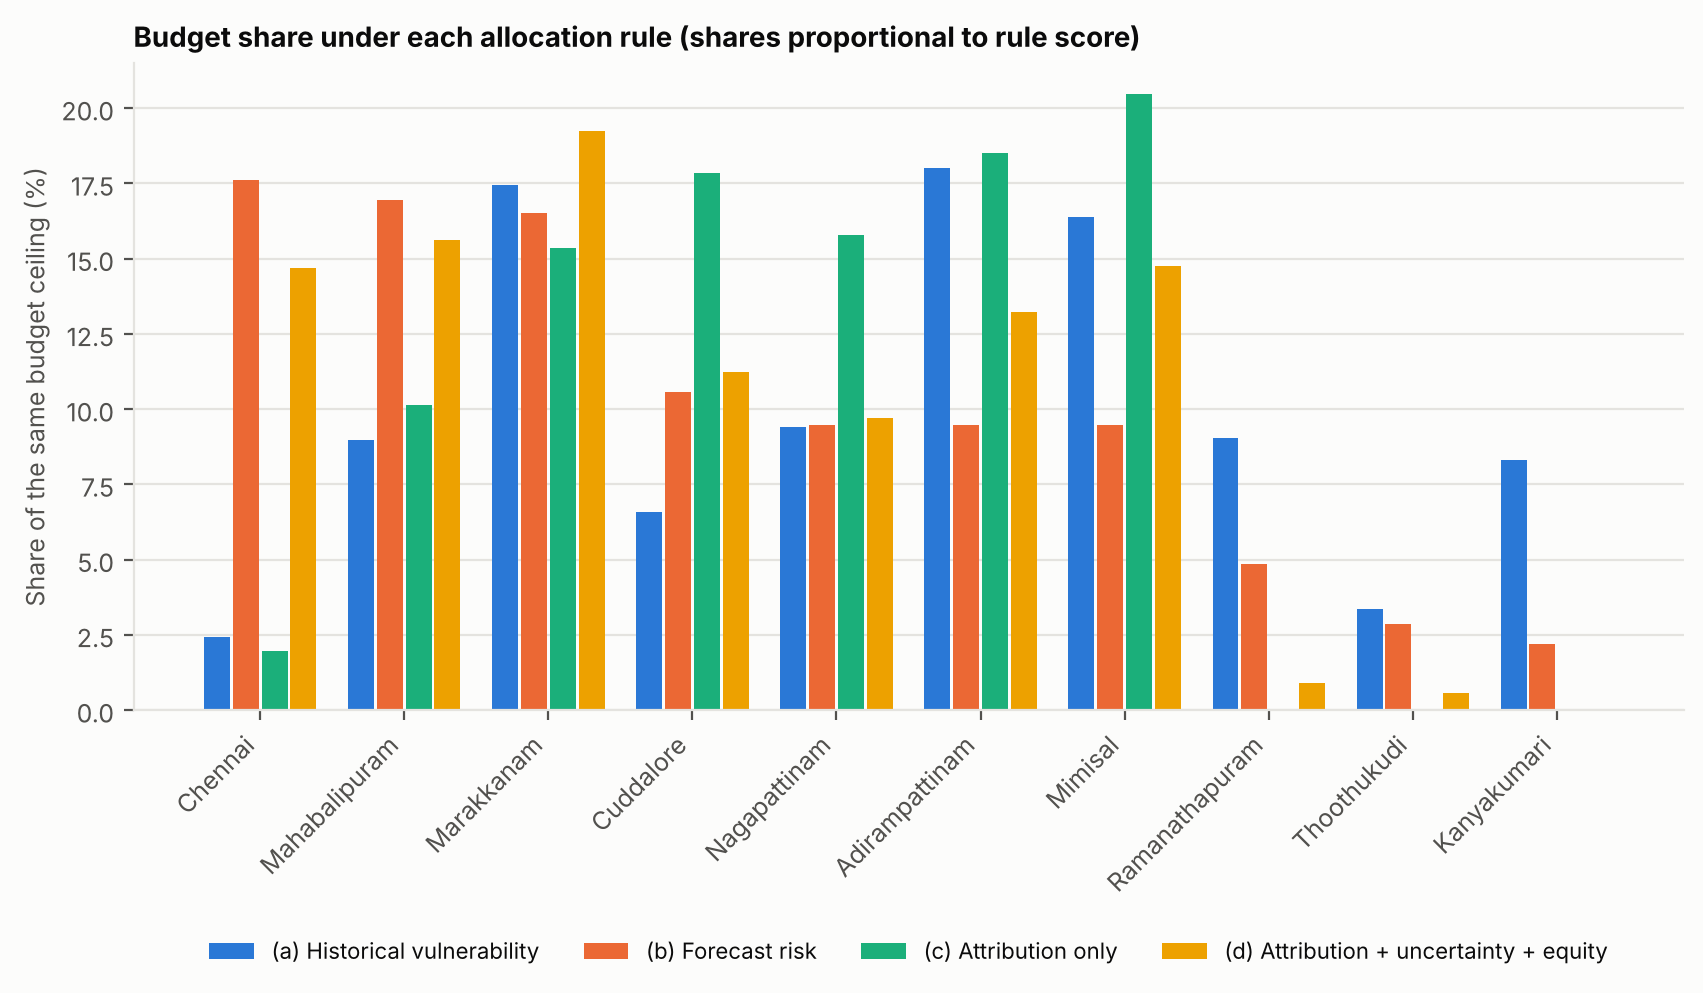 Budget share under each allocation rule (shares proportional to rule score)
Share of the same budget ceiling (%)
20.0
17.5
15.0
12.5
10.0
7.5
5.0
2.5
0.0
Chennai
Mahabalipuram
Marakkanam
Cuddalore
Nagapattinam
Adirampattinam
Mimisal
Ramanathapuram
Thoothukudi
Kanyakumari
(a) Historical vulnerability
(b) Forecast risk
(c) Attribution only
(d) Attribution + uncertainty + equity